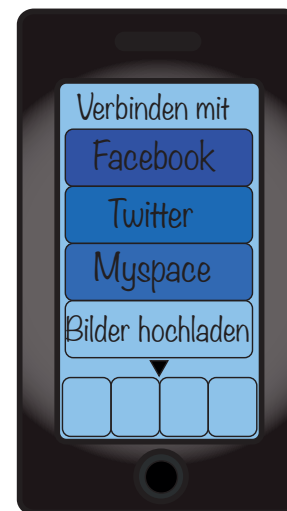 Verbinden mit
Facebook
Twitter
Myspace
Bilder hochladen